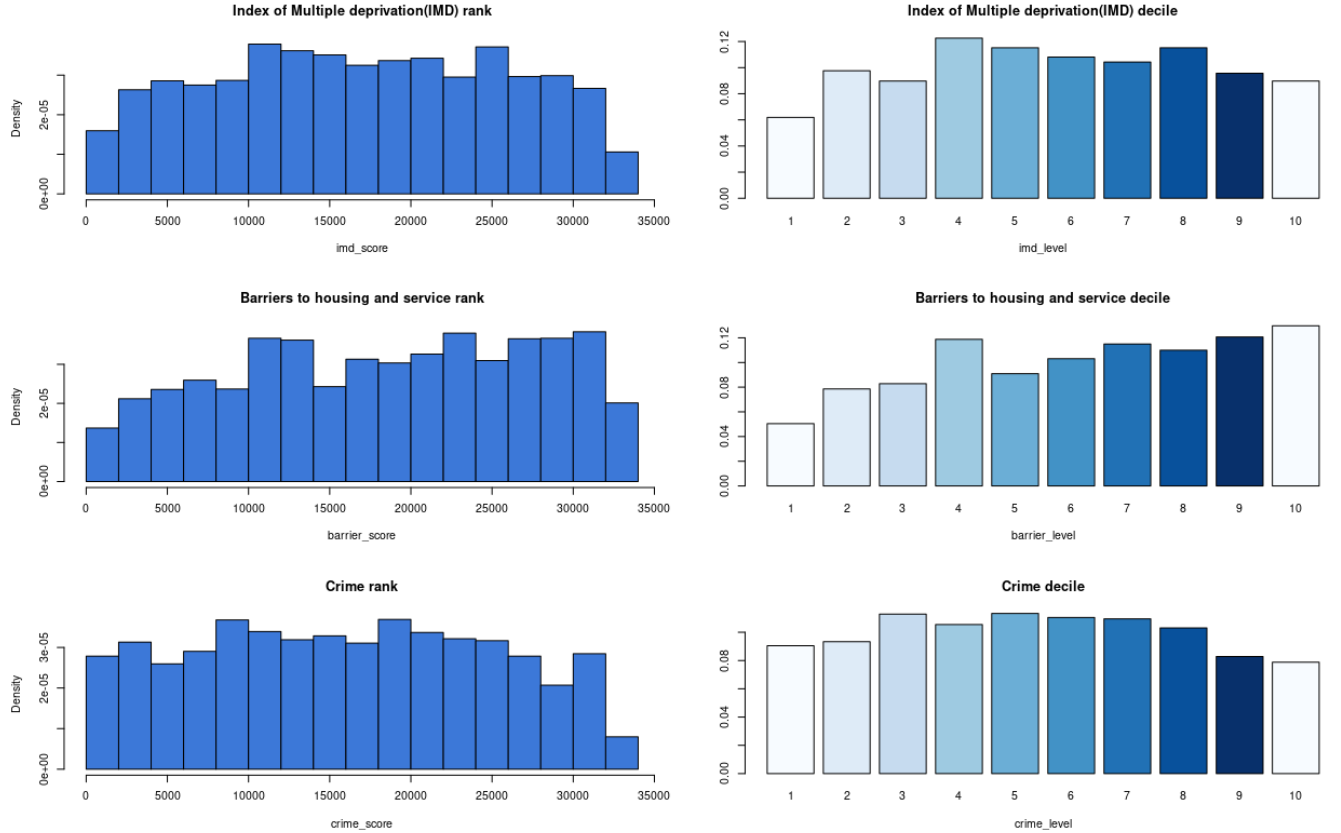 Index of Multiple deprivation(IMD) rank
Density
0e+00 2e-05
0 5000 10000 15000 20000 25000 30000 35000
imd_score
Index of Multiple deprivation(IMD) decile
0.00 0.04 0.08 0.12
1 2 3 4 5 6 7 8 9 10
imd_level
Barriers to housing and service rank
Density
0e+00 2e-05
0 5000 10000 15000 20000 25000 30000 35000
barrier_score
Barriers to housing and service decile
0.00 0.04 0.08 0.12
1 2 3 4 5 6 7 8 9 10
barrier_level
Crime rank
Density
0e+00 2e-05 3e-05
0 5000 10000 15000 20000 25000 30000 35000
crime_score
Crime decile
0.00 0.04 0.08
1 2 3 4 5 6 7 8 9 10
crime_level